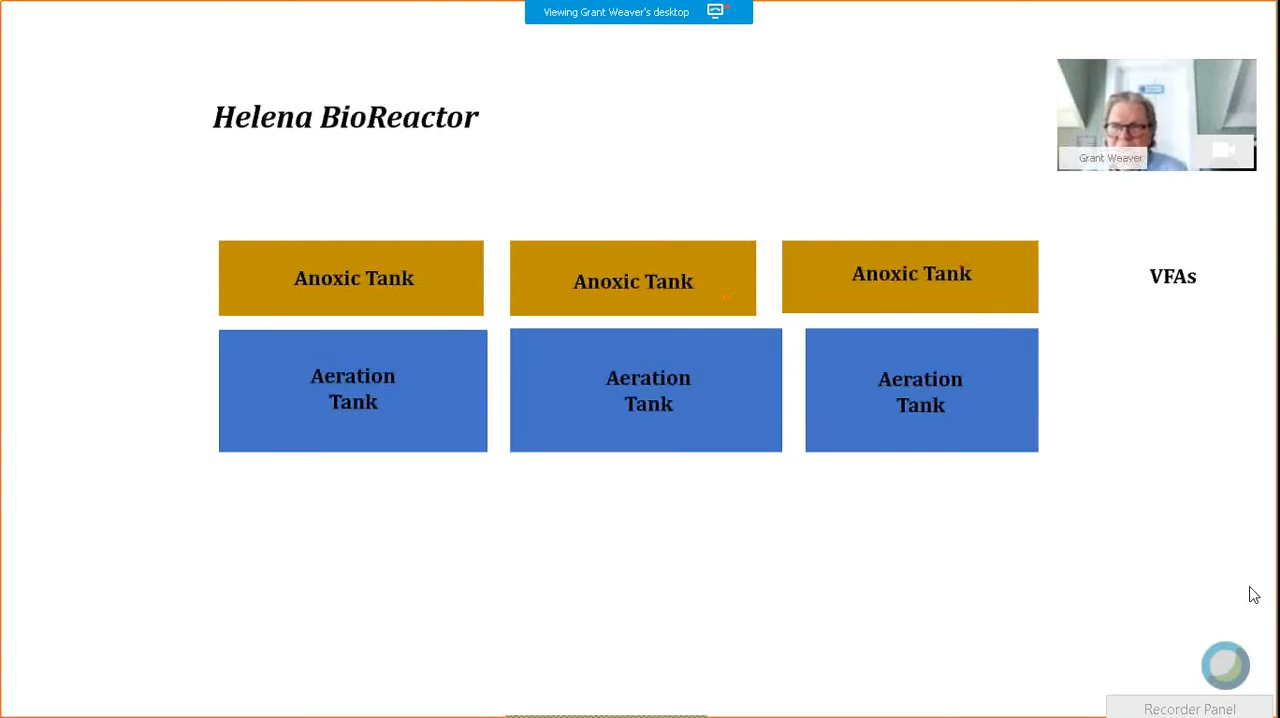 Viewing Grant Weaver's desktop
Helena BioReactor
Grant Weaver
Anoxic Tank
Anoxic Tank
Anoxic Tank
VFAs
Aeration
Tank
Aeration
Tank
Aeration
Tank
Recorder Panel